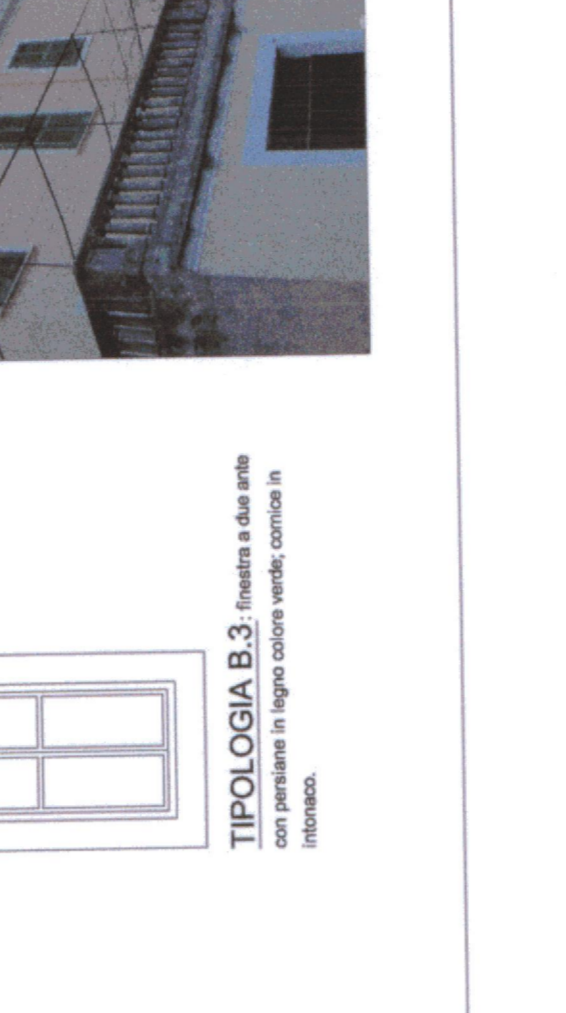 TIPOLOGIA B.3: finestra a due ante
con persiane in legno colore verde; cornice in
intonaco.